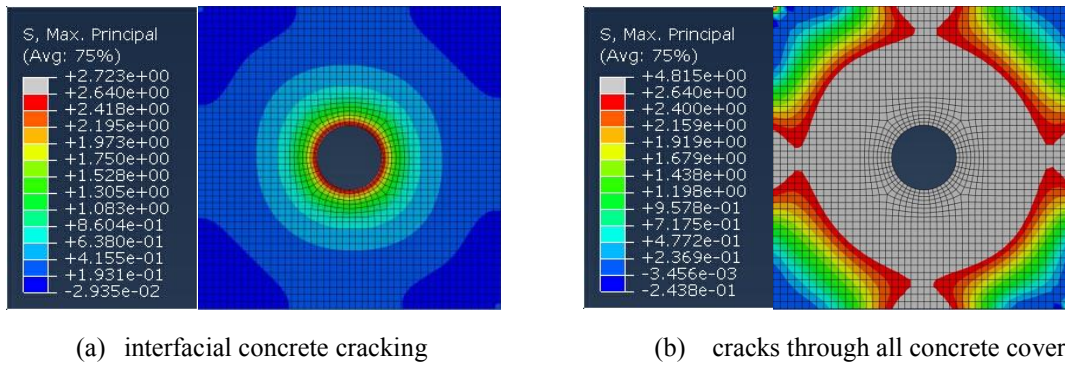 S, Max. Principal
(Avg: 75%)
+2.723e+00
+2.640e+00
+2.418e+00
+2.195e+00
+1.973e+00
+1.750e+00
+1.528e+00
+1.305e+00
+1.083e+00
+8.604e-01
+6.380e-01
+4.155e-01
+1.931e-01
-2.935e-02
S, Max. Principal
(Avg: 75%)
+4.815e+00
+2.640e+00
+2.400e+00
+2.159e+00
+1.919e+00
+1.679e+00
+1.438e+00
+1.198e+00
+9.578e-01
+7.175e-01
+4.772e-01
+2.369e-01
-3.456e-03
-2.438e-01
(a) interfacial concrete cracking
(b) cracks through all concrete cover